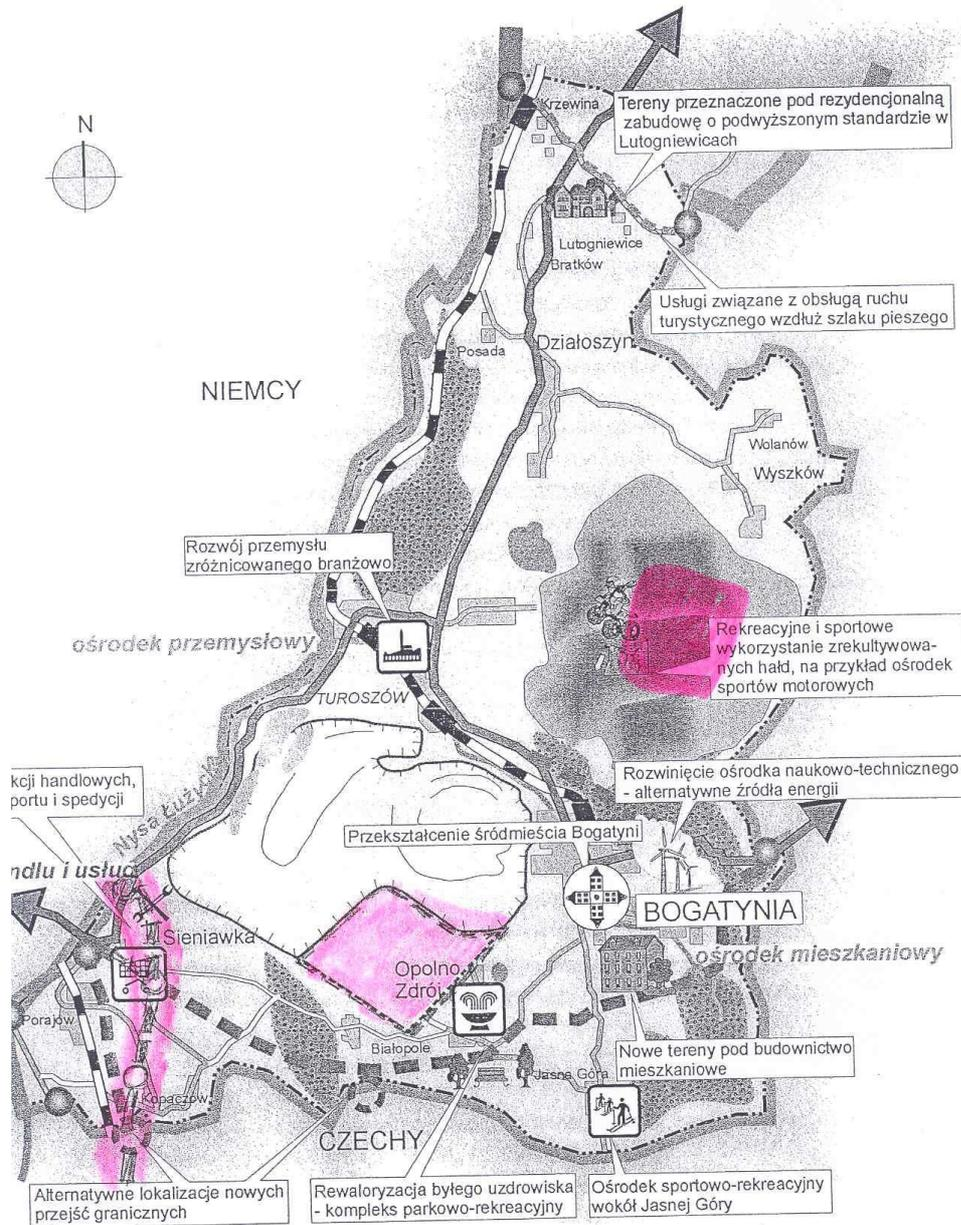 N
Krzewina
Tereny przeznaczone pod rezydencjonalną
zabudowę o podwyższonym standardzie w
Lutogniewicach
Lutogniewice
Bratków
Usługi związane z obsługą ruchu
turystycznego wzdłuż szlaku pieszego
Posada
Działoszyn
NIEMCY
Wolanów
Wyszków
Rozwój przemysłu
zróżnicowanego branżowo
ośrodek przemysłowy
TUROSZÓW
Rekreacyjne i sportowe
wykorzystanie zrekultywowa-
nych hałd, na przykład ośrodek
sportów motorowych
kcji handlowych,
portu i spedycji
Rozwinięcie ośrodka naukowo-technicznego
- alternatywne źródła energii
Nysa Łużycka
Przekształcenie śródmieścia Bogatyni
ndlu i usług
BOGATYNIA
Sieniawka
ośrodek mieszkaniowy
Opolno
Zdrój
Porajów
Białopole
Nowe tereny pod budownictwo
mieszkaniowe
Jasna Góra
Kopaczów
CZECHY
Alternatywne lokalizacje nowych
przejść granicznych
Rewaloryzacja byłego uzdrowiska
- kompleks parkowo-rekreacyjny
Ośrodek sportowo-rekreacyjny
wokół Jasnej Góry